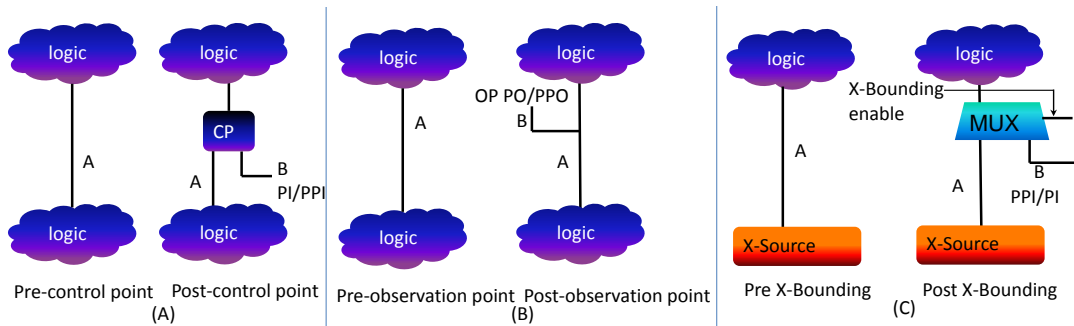 logic
logic
CP
A
A
B
PI/PPI
logic
logic
Pre-control point
Post-control point
(A)
logic
logic
OP PO/PPO
B
A
A
logic
logic
Pre-observation point
Post-observation point
(B)
logic
logic
X-Bounding
enable
MUX
A
A
B
PPI/PI
X-Source
X-Source
Pre X-Bounding
Post X-Bounding
(C)